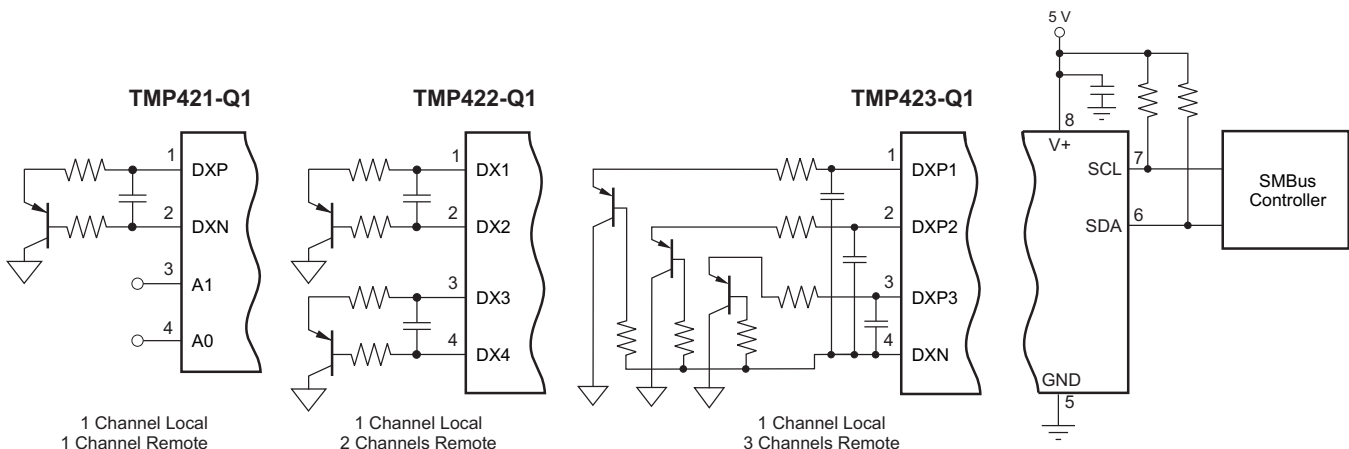 TMP421-Q1
1
DXP
2
DXN
3
A1
4
A0
1 Channel Local
1 Channel Remote
TMP422-Q1
1
DX1
2
DX2
3
DX3
4
DX4
1 Channel Local
2 Channels Remote
TMP423-Q1
1
DXP1
2
DXP2
3
DXP3
4
DXN
1 Channel Local
3 Channels Remote
5 V
8
V+
7
SCL
6
SDA
GND
5
SMBus
Controller